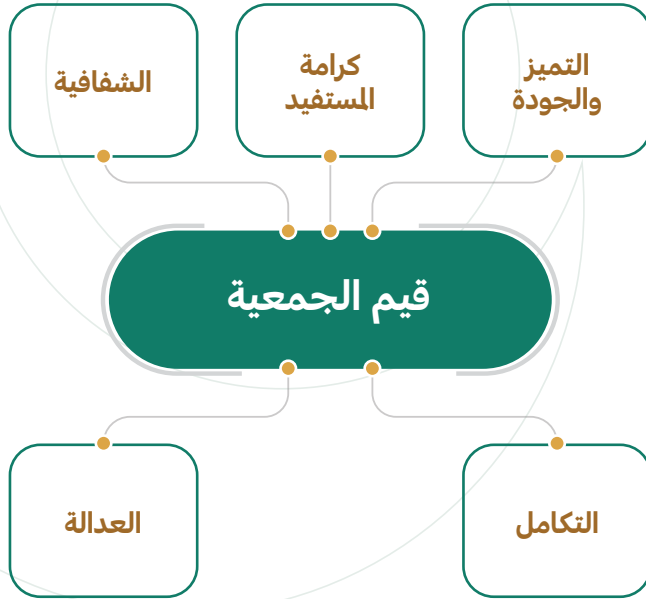 التميز
والجودة
كرامة
المستفيد
الشفافية
قيم الجمعية
التكامل
العدالة